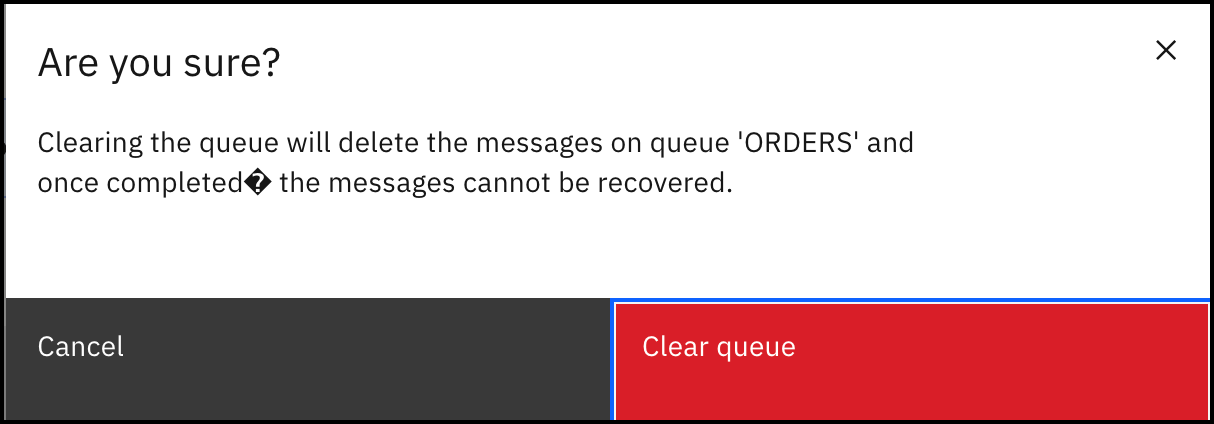 Are you sure?
Clearing the queue will delete the messages on queue 'ORDERS' and
once completed� the messages cannot be recovered.
Cancel
Clear queue